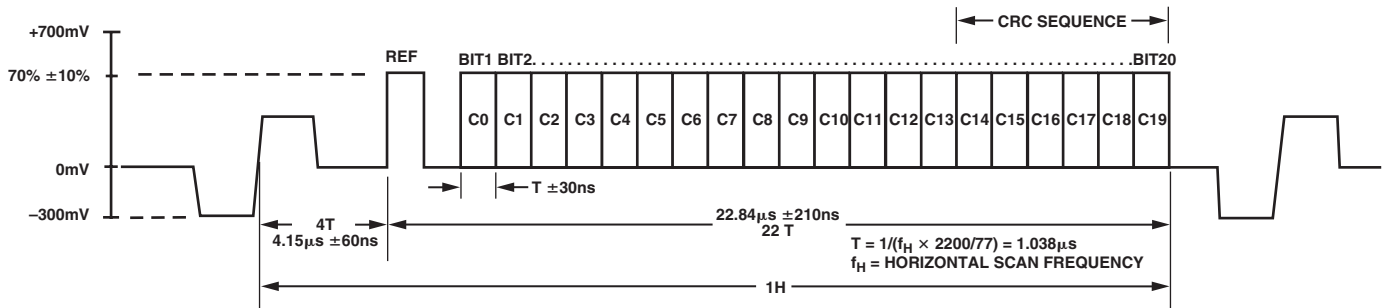 CRC SEQUENCE
+700mV
REF
BIT1 BIT2. . . . . . . . . . . . . . . . . . . . . . . . . . . . . . . . . . . . . . . . . . . . . . . . . . . . . . . . . . . . . .BIT20
70% ±10%
C0 C1 C2 C3 C4 C5 C6 C7 C8 C9 C10 C11 C12 C13 C14 C15 C16 C17 C18 C19
0mV
T ±30ns
–300mV
4T
4.15μs ±60ns
22.84μs ±210ns
22 T
T = 1/(fH × 2200/77) = 1.038μs
fH = HORIZONTAL SCAN FREQUENCY
1H